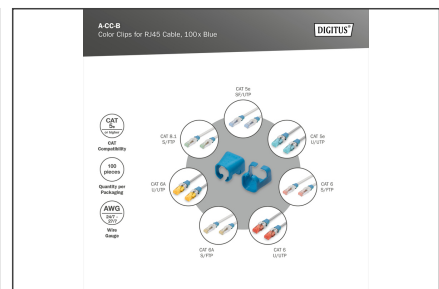 A-CC-B
Color Clips for RJ45 Cable, 100x Blue
DIGITUS®
CAT
5e
or higher
CAT
Compatibility
100
pieces
Quantity per
Packaging
AWG
24/7 -
27/7
Wire
Gauge
CAT 5e
SF/UTP
CAT 5e
U/UTP
CAT 6
S/FTP
CAT 6
U/UTP
CAT 6A
S/FTP
CAT 6A
U/UTP
CAT 8.1
S/FTP